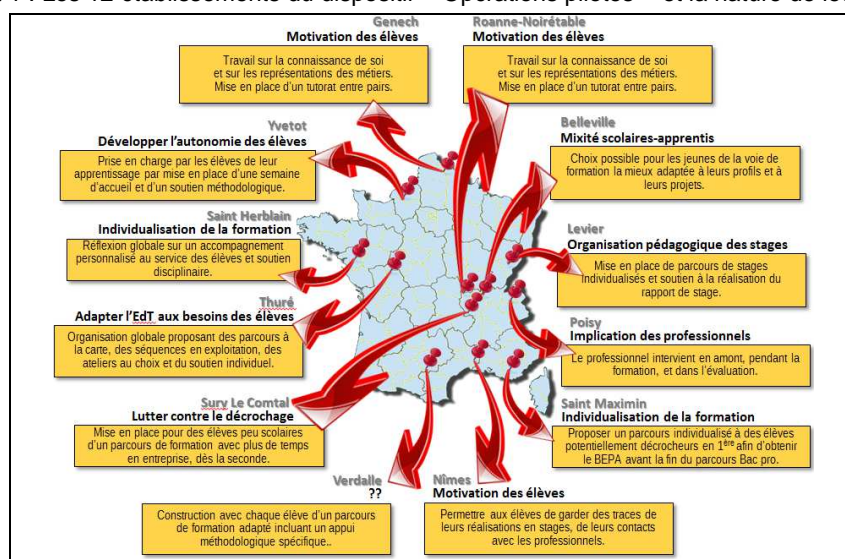 Les 12 établissements du dispositif « Opérations pilotes » et la nature de
Genech
Motivation des élèves
Travail sur la connaissance de soi
et sur les représentations des métiers.
Mise en place d'un tutorat entre pairs.
Roanne-Noirétable
Motivation des élèves
Travail sur la connaissance de soi
et sur les représentations des métiers.
Mise en place d'un tutorat entre pairs.
Yvetot
Développer l'autonomie des élèves
Prise en charge par les élèves de leur
apprentissage par mise en place d'une semaine
d'accueil et d'un soutien méthodologique.
Belleville
Mixité scolaires-apprentis
Choix possible pour les jeunes de la voie de
formation la mieux adaptée à leurs profils et à
leurs projets.
Saint Herblain
Individualisation de la formation
Réflexion globale sur un accompagnement
personnalisé au service des élèves et soutien
disciplinaire.
Levier
Organisation pédagogique des stages
Mise en place de parcours de stages
individualisés et soutien à la réalisation du
rapport de stage.
Thuré
Adapter l'EdT aux besoins des élèves
Organisation globale proposant des parcours à
la carte, des séquences en exploitation, des
ateliers au choix et du soutien individuel.
Poisy
Implication des professionnels
Le professionnel intervient en amont, pendant la
formation, et dans l'évaluation.
Sury Le Comtal
Lutter contre le décrochage
Mise en place pour des élèves peu scolaires
d'un parcours de formation avec plus de temps
en entreprise, dès la seconde.
Saint Maximin
Individualisation de la formation
Proposer un parcours individualisé à des élèves
potentiellement décrocheurs en 1ère afin d'obtenir
le BEPA avant la fin du parcours Bac pro.
Verdalle
??
Construction avec chaque élève d'un parcours
de formation adapté incluant un appui
méthodologique spécifique..
Nîmes
Motivation des élèves
Permettre aux élèves de garder des traces de
leurs réalisations en stages, de leurs contacts
avec les professionnels.